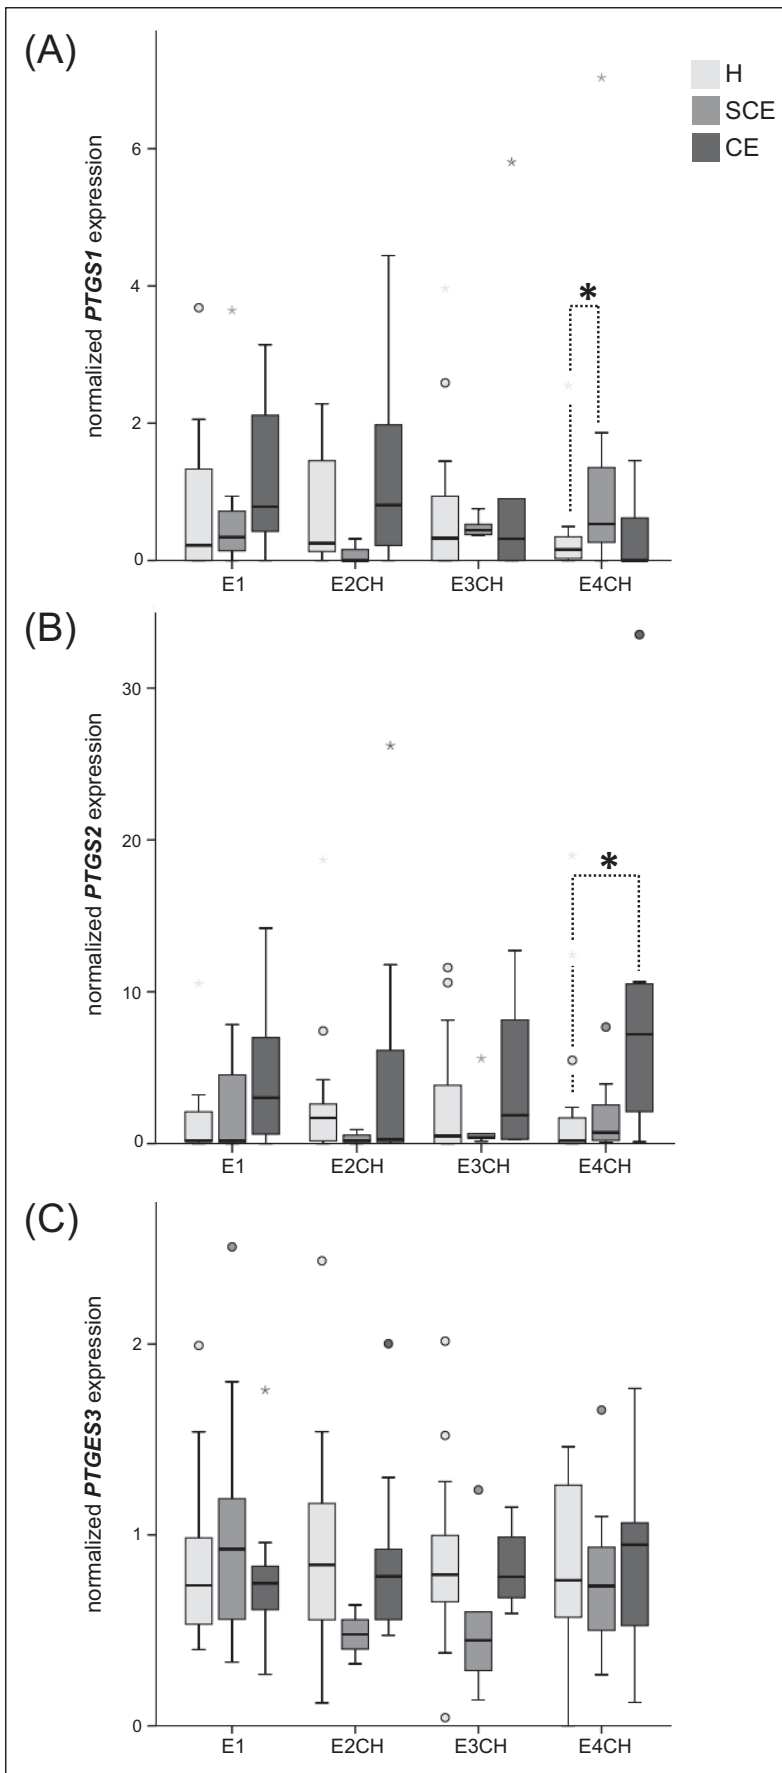 (A)
H
SCE
CE
normalized PTGS1 expression
6
4
2
0
*
E1 E2CH E3CH E4CH
(B)
normalized PTGS2 expression
30
20
10
0
*
E1 E2CH E3CH E4CH
(C)
normalized PTGES3 expression
2
1
0
E1 E2CH E3CH E4CH